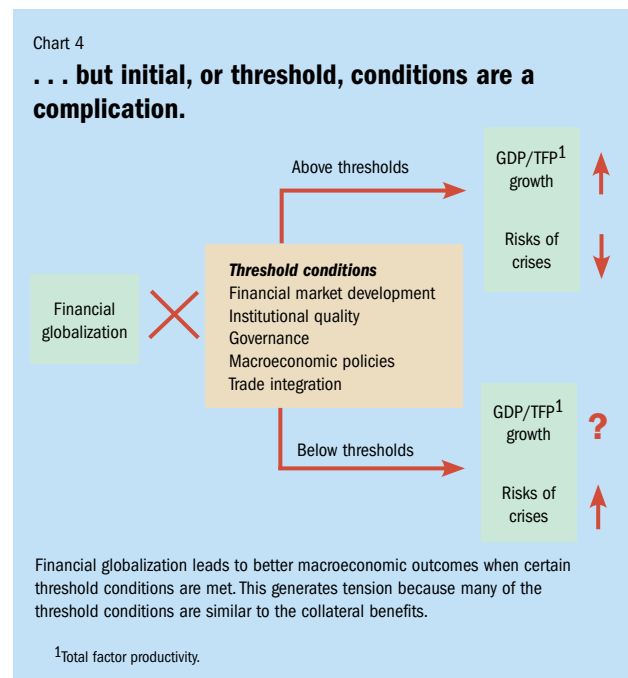 Chart 4
. . . but initial, or threshold, conditions are a
complication.
Above thresholds
GDP/TFP1
growth
Risks of
crises
Financial
globalization
Threshold conditions
Financial market development
Institutional quality
Governance
Macroeconomic policies
Trade integration
Below thresholds
GDP/TFP1
growth
?
Risks of
crises
Financial globalization leads to better macroeconomic outcomes when certain
threshold conditions are met. This generates tension because many of the
threshold conditions are similar to the collateral benefits.
1Total factor productivity.